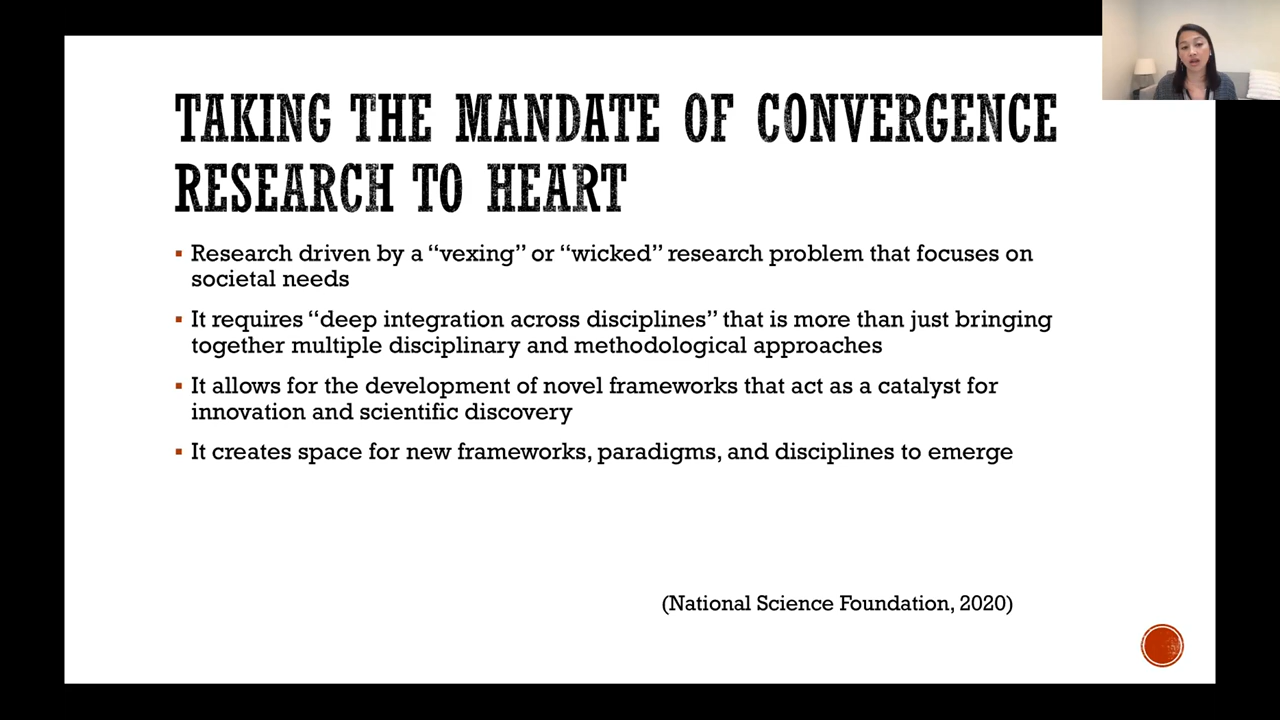 TAKING THE MANDATE OF CONVERGENCE
RESEARCH TO HEART
▪ Research driven by a “vexing” or “wicked” research problem that focuses on
societal needs
▪ It requires “deep integration across disciplines” that is more than just bringing
together multiple disciplinary and methodological approaches
▪ It allows for the development of novel frameworks that act as a catalyst for
innovation and scientific discovery
▪ It creates space for new frameworks, paradigms, and disciplines to emerge
(National Science Foundation, 2020)